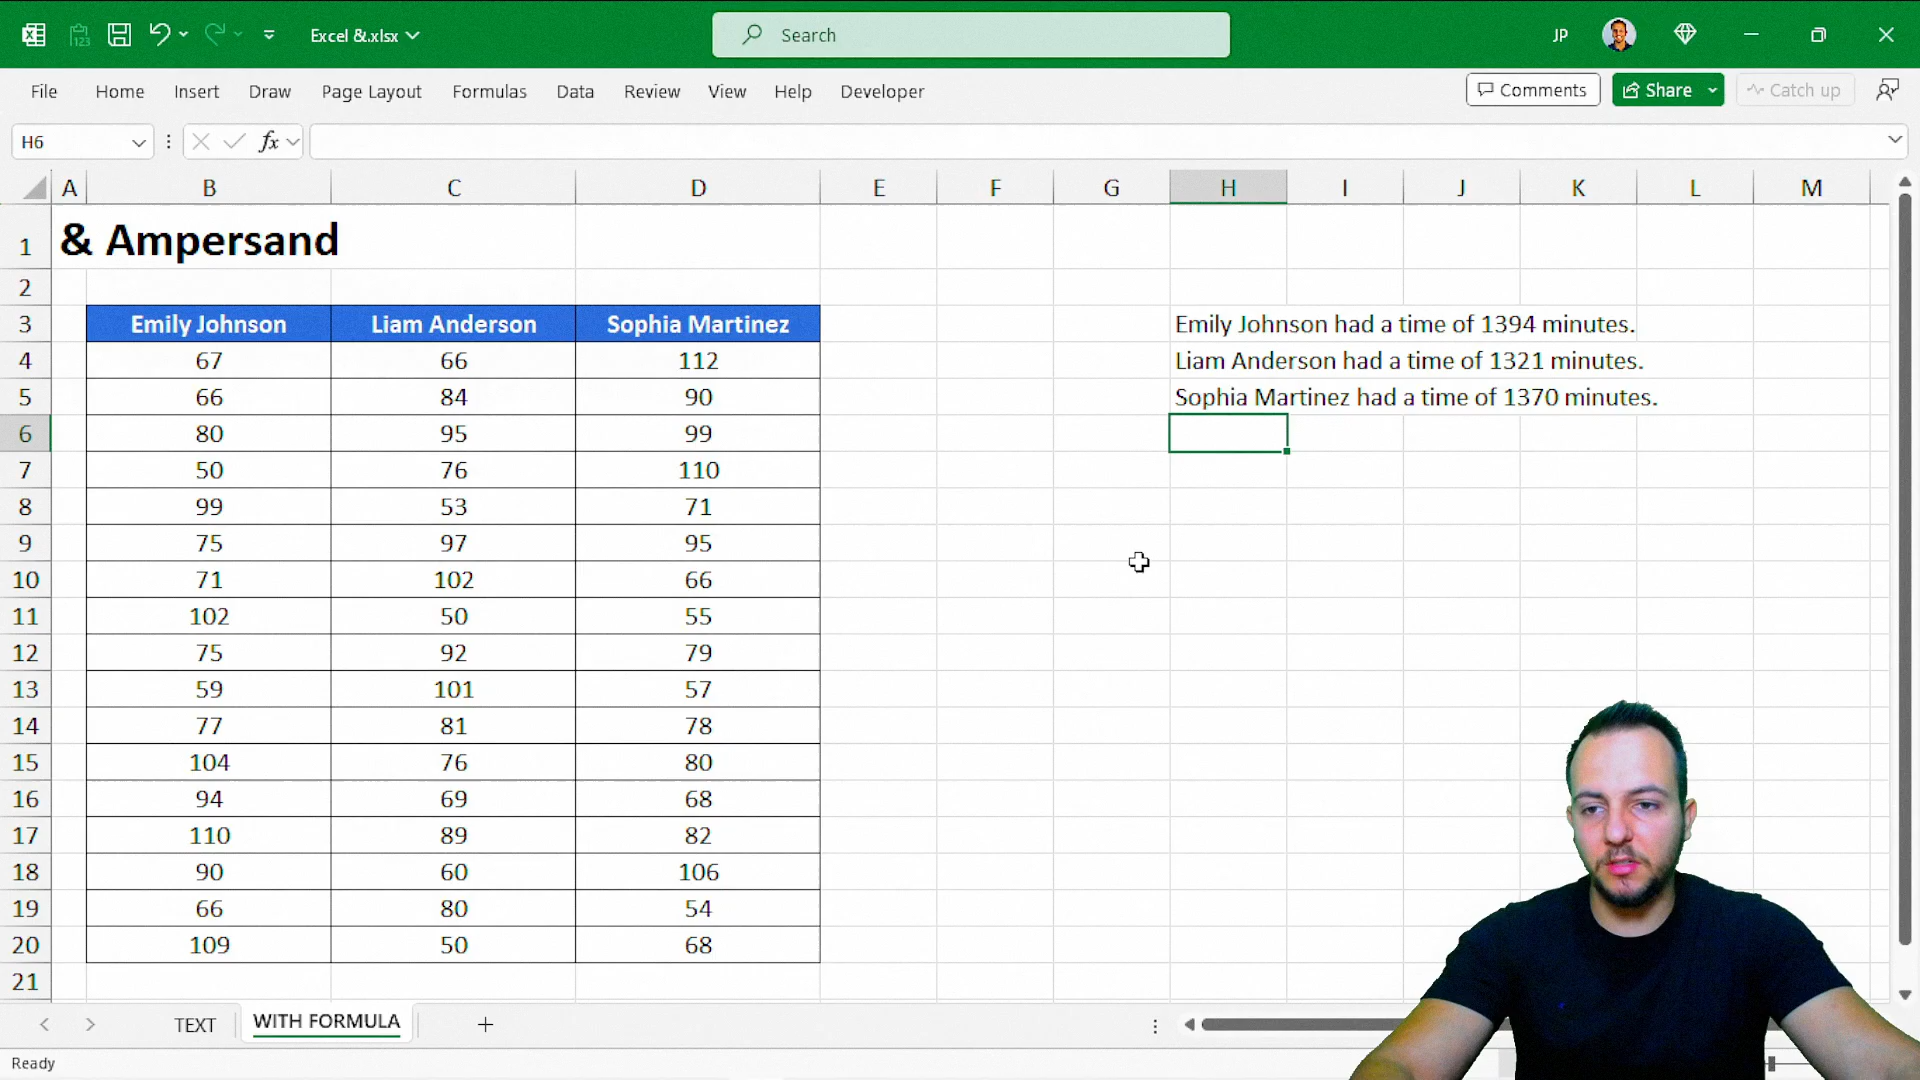 Excel &.xlsx
Search
JP
File Home Insert Draw Page Layout Formulas Data Review View Help Developer
Comments Share Catch up
H6 fx
A B C D E F G H I J K L M
1 & Ampersand
2
3 Emily Johnson Liam Anderson Sophia Martinez Emily Johnson had a time of 1394 minutes.
4 67 66 112 Liam Anderson had a time of 1321 minutes.
5 66 84 90 Sophia Martinez had a time of 1370 minutes.
6 80 95 99
7 50 76 110
8 99 53 71
9 75 97 95
10 71 102 66
11 102 50 55
12 75 92 79
13 59 101 57
14 77 81 78
15 104 76 80
16 94 69 68
17 110 89 82
18 90 60 106
19 66 80 54
20 109 50 68
21
TEXT WITH FORMULA
Ready